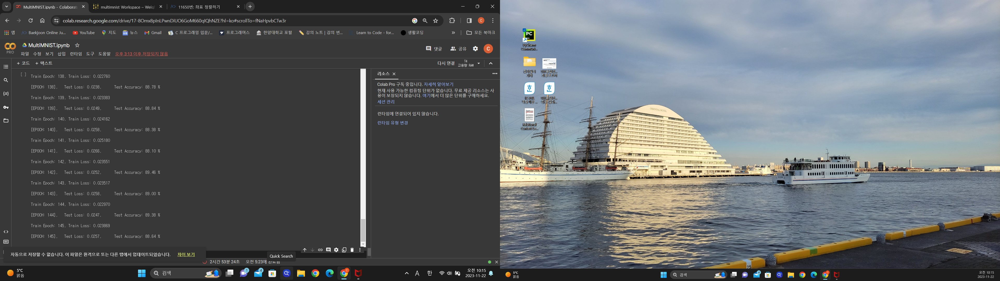 MultiMNIST.ipynb - Colaborato
multimnist Workspace – Weigh
11650번: 좌표 정렬하기
colab.research.google.com/drive/17-8Omx8pInLPwnDiUO6GoM660qIQhNZE?hl=ko#scrollTo=fNaHpvbCTw3r
앱
Baekjoon Online Ju...
YouTube
지도
뉴스
Gmail
C 프로그래밍 입문/...
프로그래머스
한양대학교 포털
강의 노트 | 강의 번...
Learn to Code - for...
생활코딩
모든 북마크
PRO
MultiMNIST.ipynb
파일 수정 보기 삽입 런타임 도구 도움말 오후 3:13 이후 저장되지 않음
댓글
공유
C
+ 코드 + 텍스트
다시 연결
T4
고용량 RAM
[ ]
Train Epoch: 138, Train Loss: 0.022760
[EPOCH: 138], Test Loss: 0.0238, Test Accuracy: 88.78 %
Train Epoch: 139, Train Loss: 0.023383
[EPOCH: 139], Test Loss: 0.0249, Test Accuracy: 88.84 %
Train Epoch: 140, Train Loss: 0.024162
[EPOCH: 140], Test Loss: 0.0258, Test Accuracy: 88.38 %
Train Epoch: 141, Train Loss: 0.025180
[EPOCH: 141], Test Loss: 0.0266, Test Accuracy: 88.10 %
Train Epoch: 142, Train Loss: 0.023551
[EPOCH: 142], Test Loss: 0.0252, Test Accuracy: 89.46 %
Train Epoch: 143, Train Loss: 0.023517
[EPOCH: 143], Test Loss: 0.0258, Test Accuracy: 89.00 %
Train Epoch: 144, Train Loss: 0.022970
[EPOCH: 144], Test Loss: 0.0247, Test Accuracy: 89.38 %
Train Epoch: 145, Train Loss: 0.023869
[EPOCH: 145], Test Loss: 0.0257, Test Accuracy: 88.64 %
리소스
Colab Pro 구독 중입니다. 자세히 알아보기
현재 사용 가능한 컴퓨팅 단위가 없습니다. 무료 제공 리소스는 사
용이 보장되지 않습니다. 여기에서 더 많은 단위를 구매하세요.
세션 관리
런타임에 연결되어 있지 않습니다.
런타임 유형 변경
자동으로 저장할 수 없습니다. 이 파일은 원격으로 또는 다른 탭에서 업데이트되었습니다. 차이 보기
Quick Search
2시간 53분 24초 오전 5:23에 완료됨
5°C
맑음
검색
1
4
A
한
오전 10:15
2023-11-22
PC
PyCharm
Communi...
Relational
Context Le...
ORIENTAL HOTEL
25
5°C
맑음
검색
4
오전 10:15
2023-11-22